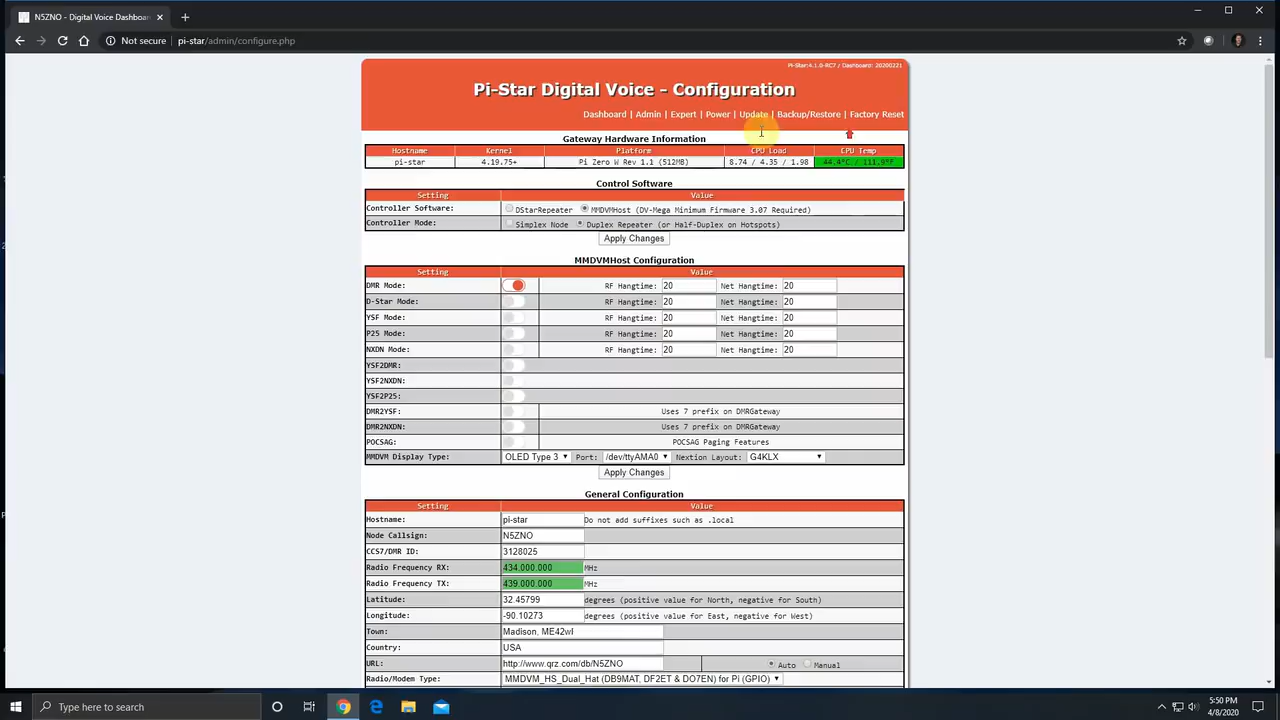 N5ZNO - Digital Voice Dashboa
Not secure | pi-star/admin/configure.php
Pi-Star:4.1.0-RC7 / Dashboard: 20200221
Pi-Star Digital Voice - Configuration
Dashboard | Admin | Expert | Power | Update | Backup/Restore | Factory Reset
Gateway Hardware Information
Hostname Kernel Platform CPU Load CPU Temp
pi-star 4.19.75+ Pi Zero W Rev 1.1 (512MB) 8.74 / 4.35 / 1.98 44.4°C / 111.9°F
Control Software
Setting Value
Controller Software: DStarRepeater MMDVMHost (DV-Mega Minimum Firmware 3.07 Required)
Controller Mode: Simplex Node Duplex Repeater (or Half-Duplex on Hotspots)
Apply Changes
MMDVMHost Configuration
Setting Value
DMR Mode: RF Hangtime: 20 Net Hangtime: 20
D-Star Mode: RF Hangtime: 20 Net Hangtime: 20
YSF Mode: RF Hangtime: 20 Net Hangtime: 20
P25 Mode: RF Hangtime: 20 Net Hangtime: 20
NXDN Mode: RF Hangtime: 20 Net Hangtime: 20
YSF2DMR:
YSF2NXDN:
YSF2P25:
DMR2YSF: Uses 7 prefix on DMRGateway
DMR2NXDN: Uses 7 prefix on DMRGateway
POCSAG: POCSAG Paging Features
MMDVM Display Type: OLED Type 3 Port: /dev/ttyAMA0 Nextion Layout: G4KLX
Apply Changes
General Configuration
Setting Value
Hostname: pi-star Do not add suffixes such as .local
Node Callsign: N5ZNO
CCS7/DMR ID: 3128025
Radio Frequency RX: 434.000.000 MHz
Radio Frequency TX: 439.000.000 MHz
Latitude: 32.45799 degrees (positive value for North, negative for South)
Longitude: -90.10273 degrees (positive value for East, negative for West)
Town: Madison, ME42wl
Country: USA
URL: http://www.qrz.com/db/N5ZNO Auto Manual
Radio/Modem Type: MMDVM_HS_Dual_Hat (DB9MAT, DF2ET & DO7EN) for Pi (GPIO)
Type here to search
5:50 PM
4/8/2020